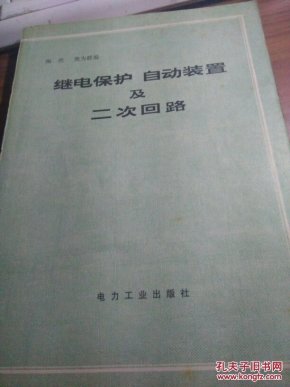 继电保护 自动装置
及
二次回路
电力工业出版社
孔夫子旧书网